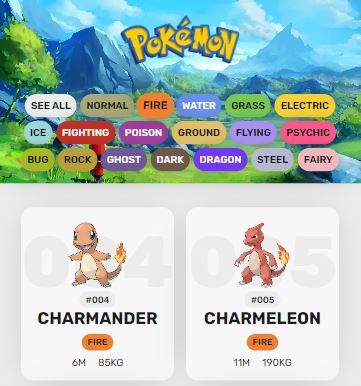 POKéMON
SEE ALL NORMAL FIRE WATER GRASS ELECTRIC
ICE FIGHTING POISON GROUND FLYING PSYCHIC
BUG ROCK GHOST DARK DRAGON STEEL FAIRY
004 005
#004 #005
CHARMANDER CHARMELEON
FIRE FIRE
6M 85KG 11M 190KG